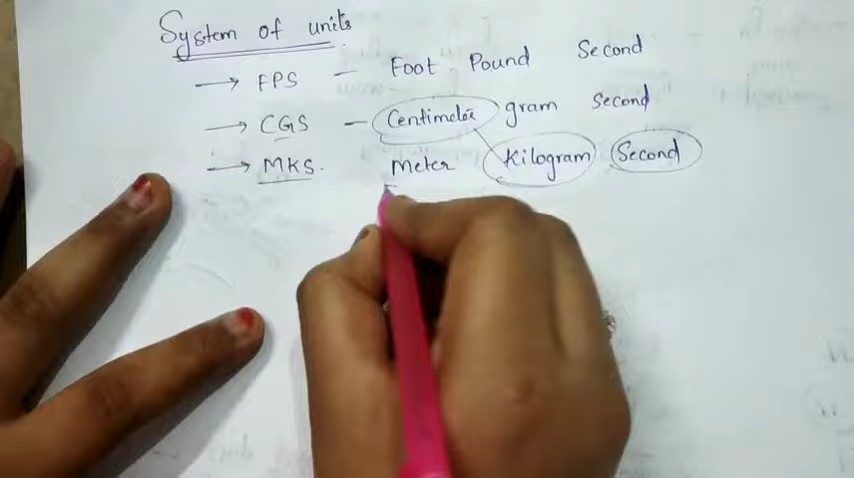 System of units
→ FPS - Foot Pound Second
→ CGS - Centimeter gram Second
→ MKS. Meter Kilogram Second